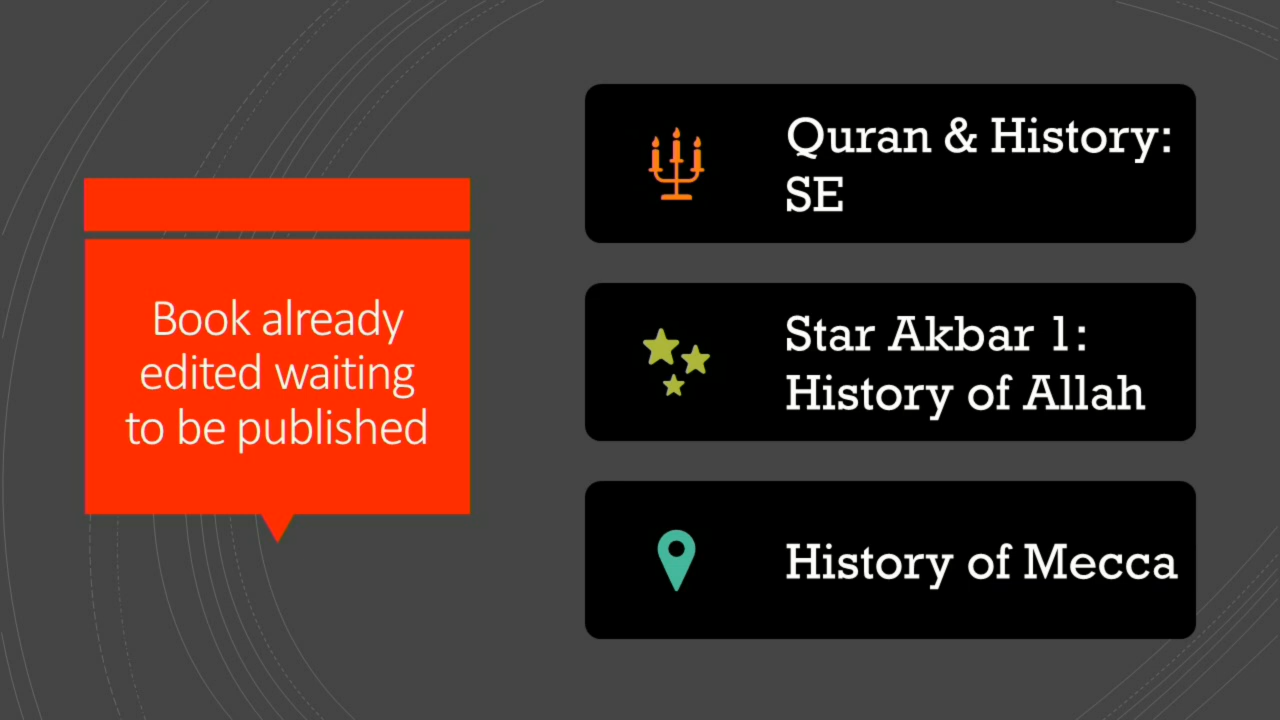 Book already
edited waiting
to be published
Quran & History:
SE
Star Akbar 1:
History of Allah
History of Mecca